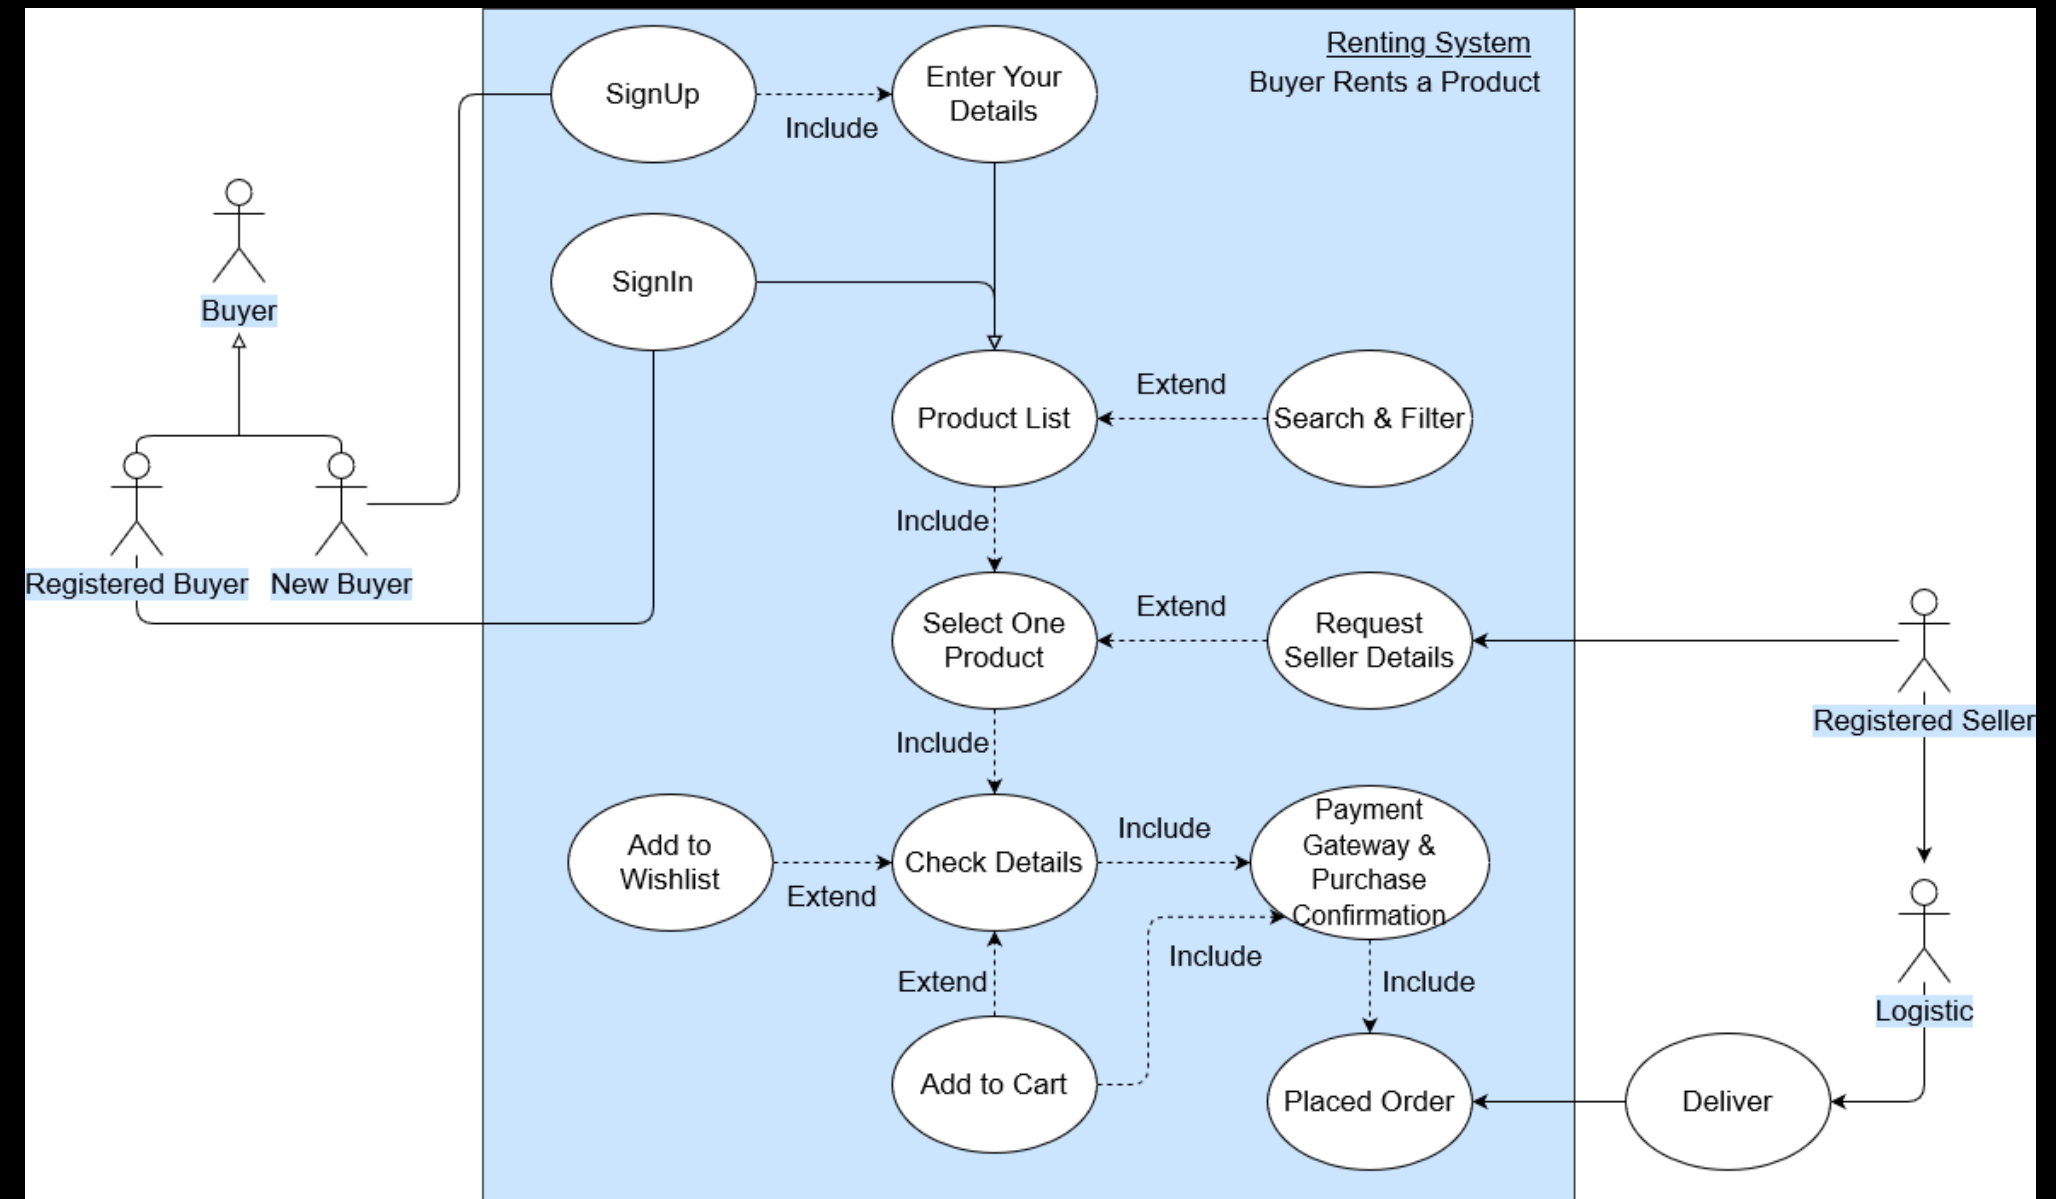 Renting System
Buyer Rents a Product
SignUp
Include
Enter Your
Details
Buyer
SignIn
Product List
Extend
Search & Filter
Registered Buyer
New Buyer
Include
Select One
Product
Extend
Request
Seller Details
Registered Seller
Include
Add to
Wishlist
Extend
Check Details
Include
Payment
Gateway &
Purchase
Confirmation
Extend
Include
Include
Logistic
Add to Cart
Placed Order
Deliver